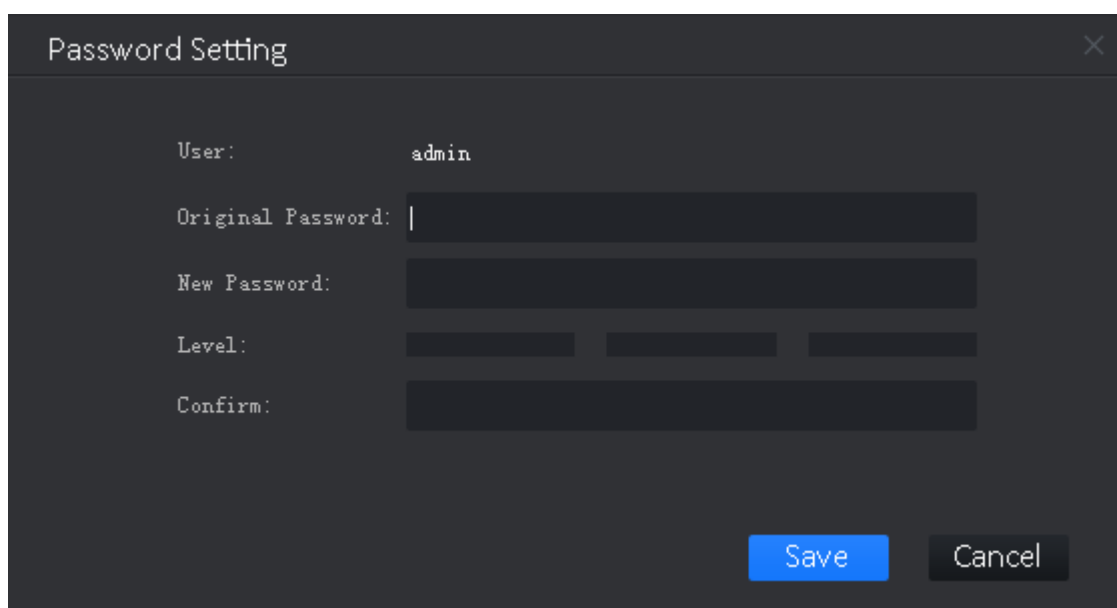 Password Setting
User: admin
Original Password:
New Password:
Level:
Confirm:
Save Cancel